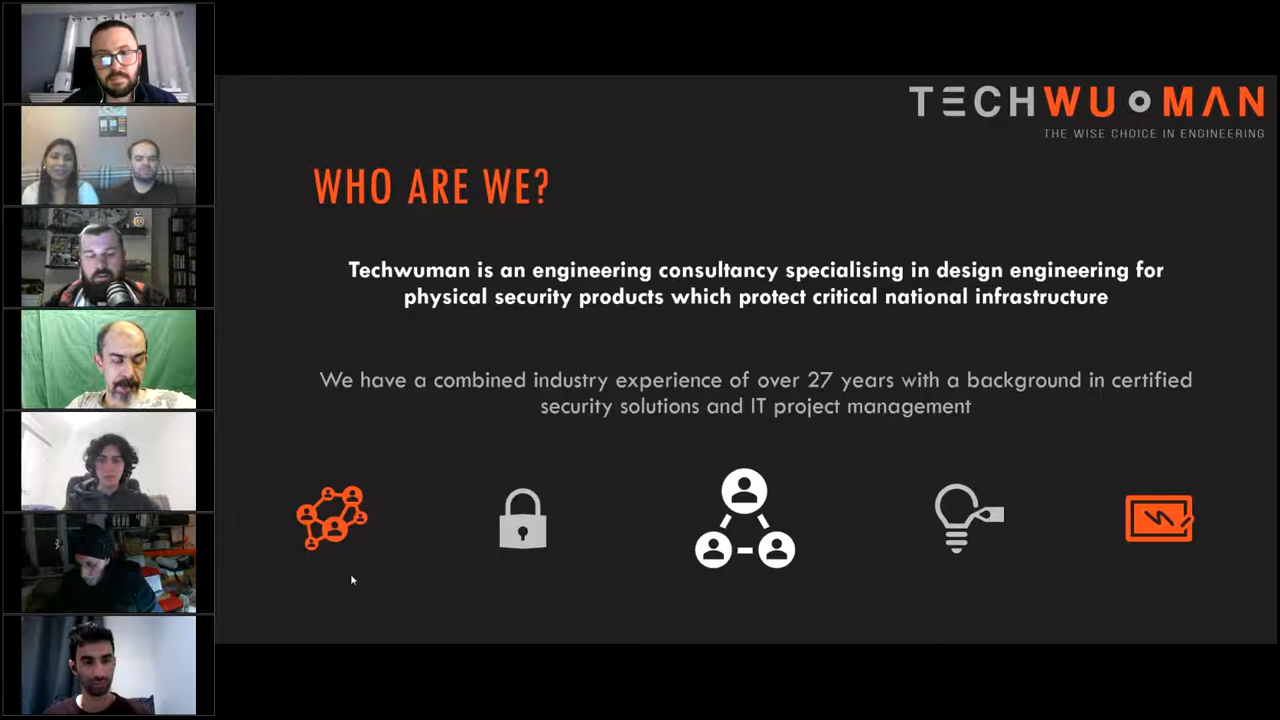 TECHWUMAN
THE WISE CHOICE IN ENGINEERING
WHO ARE WE?
Techwuman is an engineering consultancy specialising in design engineering for
physical security products which protect critical national infrastructure
We have a combined industry experience of over 27 years with a background in certified
security solutions and IT project management